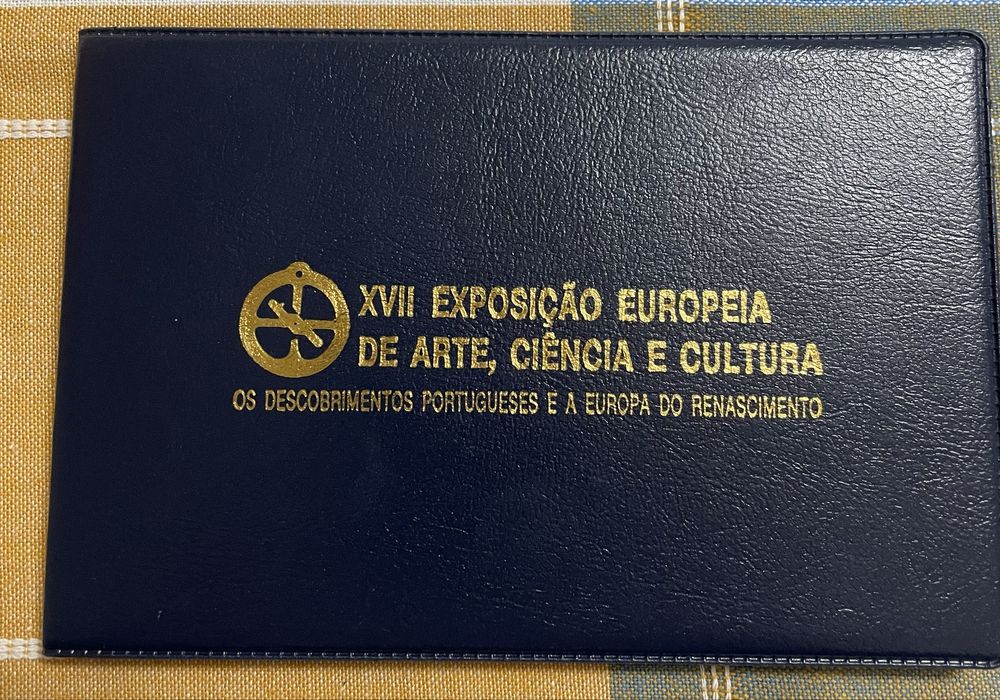 XVII EXPOSIÇÃO EUROPEIA
DE ARTE, CIÊNCIA E CULTURA
OS DESCOBRIMENTOS PORTUGUESES E A EUROPA DO RENASCIMENTO